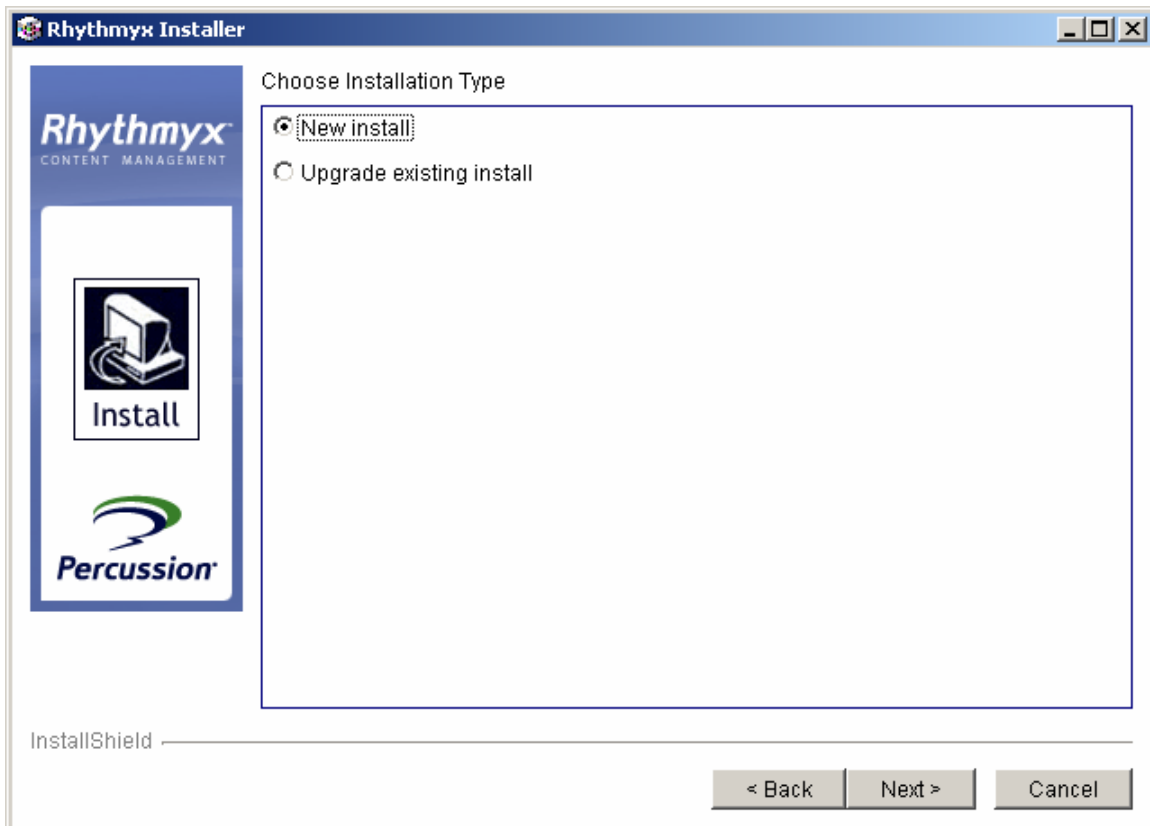 Rhythmyx Installer
Rhythmyx
CONTENT MANAGEMENT
Install
Percussion
Choose Installation Type
New install
Upgrade existing install
InstallShield
< Back
Next >
Cancel